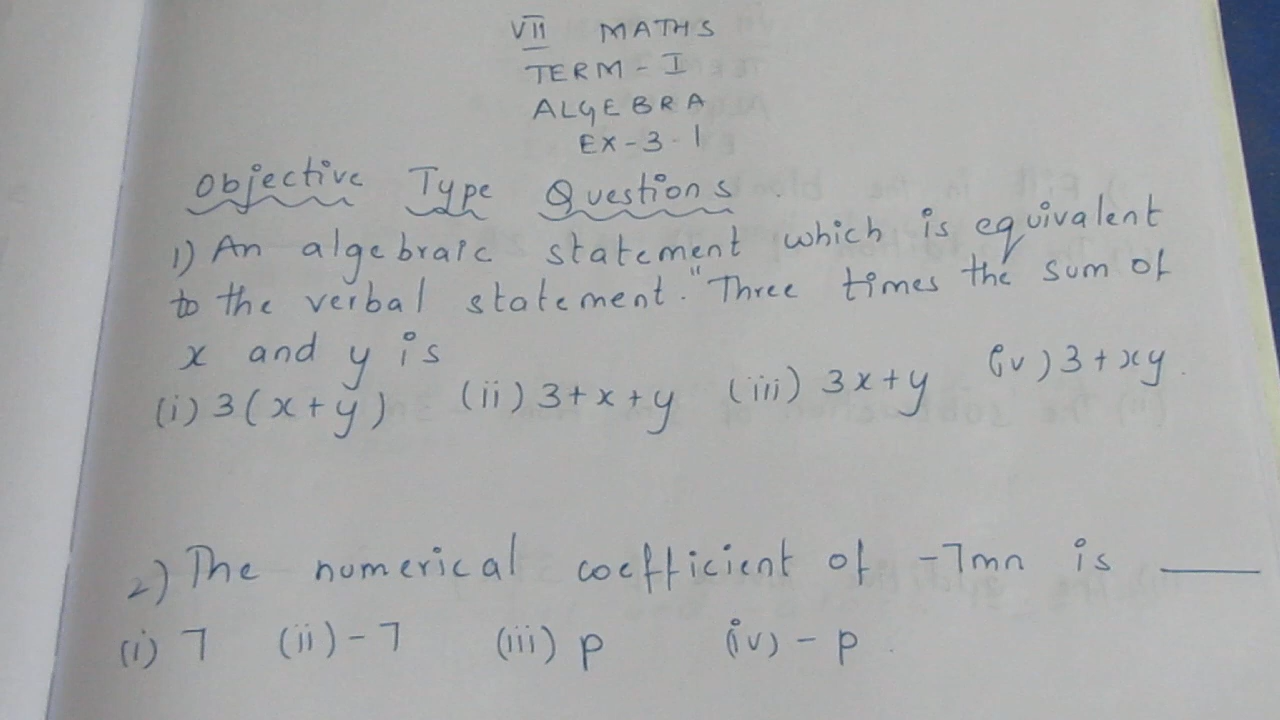 VII MATHS
TERM - I
ALGEBRA
EX - 3.1
Objective Type Questions.
1) An algebraic statement which is equivalent
to the verbal statement. "Three times the sum of
x and y is
(i) 3(x+y) (ii) 3+x+y (iii) 3x+y (iv) 3+xy.
2) The numerical coefficient of -7mn is ____
(i) 7 (ii) -7 (iii) p (iv) - p.